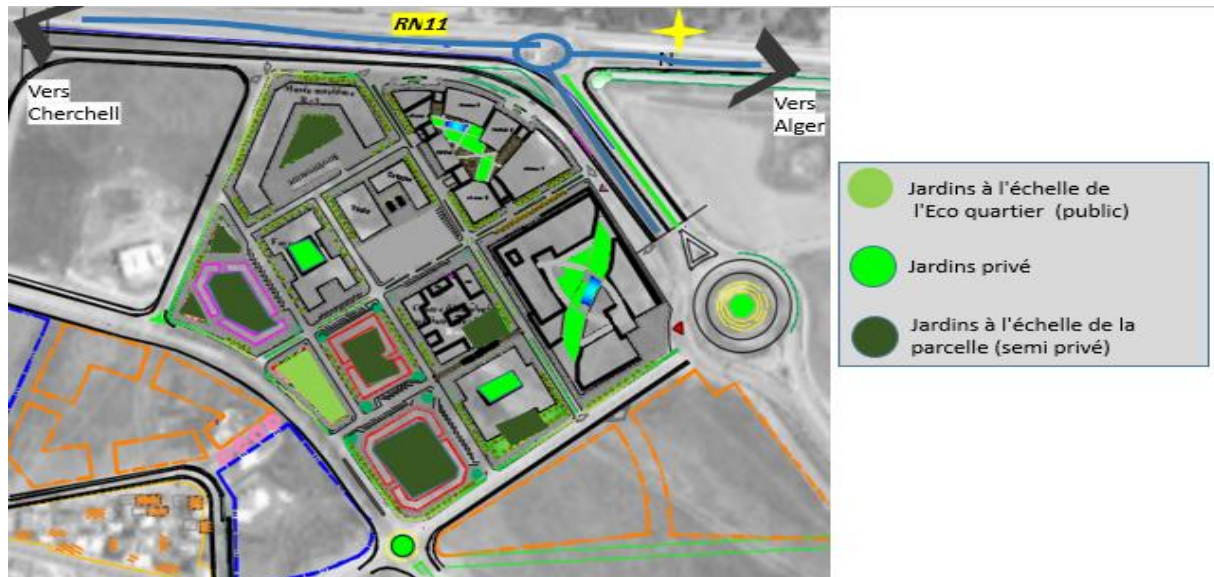 RN11
N
Vers
Cherchell
Vers
Alger
Jardins à l'échelle de
l'Eco quartier (public)
Jardins privé
Jardins à l'échelle de la
parcelle (semi privé)